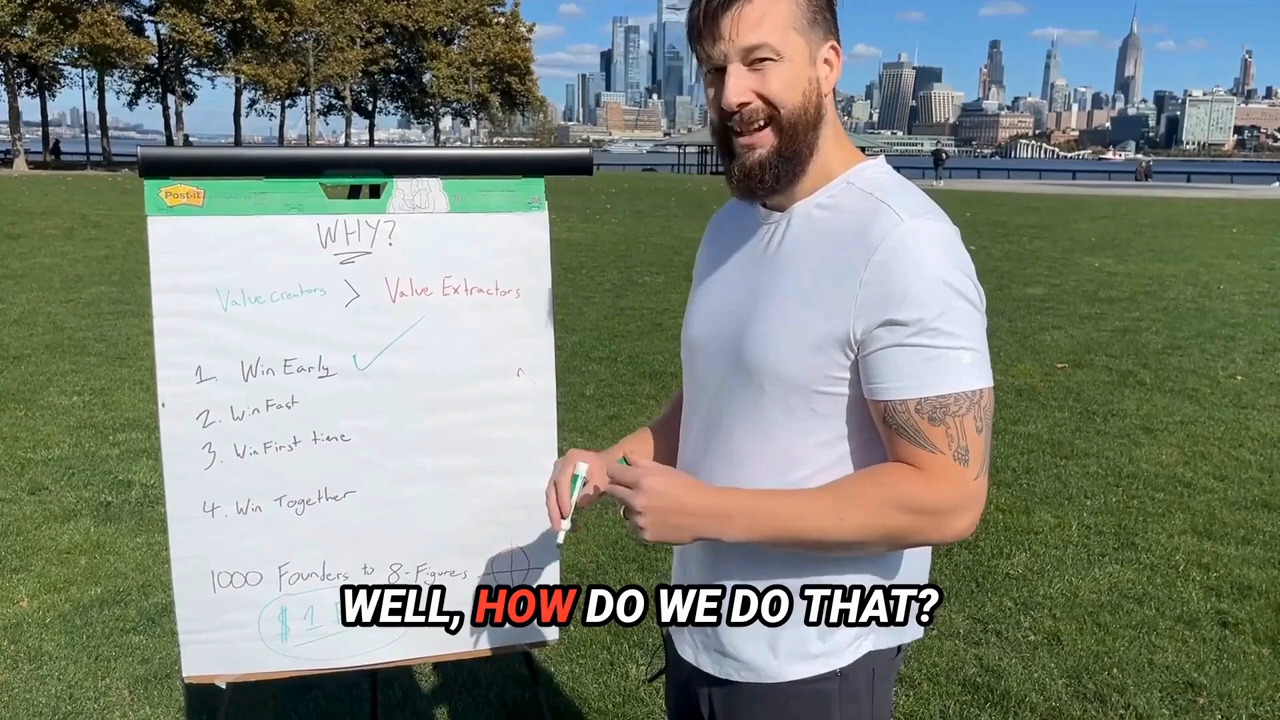 Post-it
WHY?
Value Creators > Value Extractors
1. Win Early ✓
2. Win Fast
3. Win First time
4. Win Together
1000 Founders to 8-Figures
$ 1
WELL, HOW DO WE DO THAT?